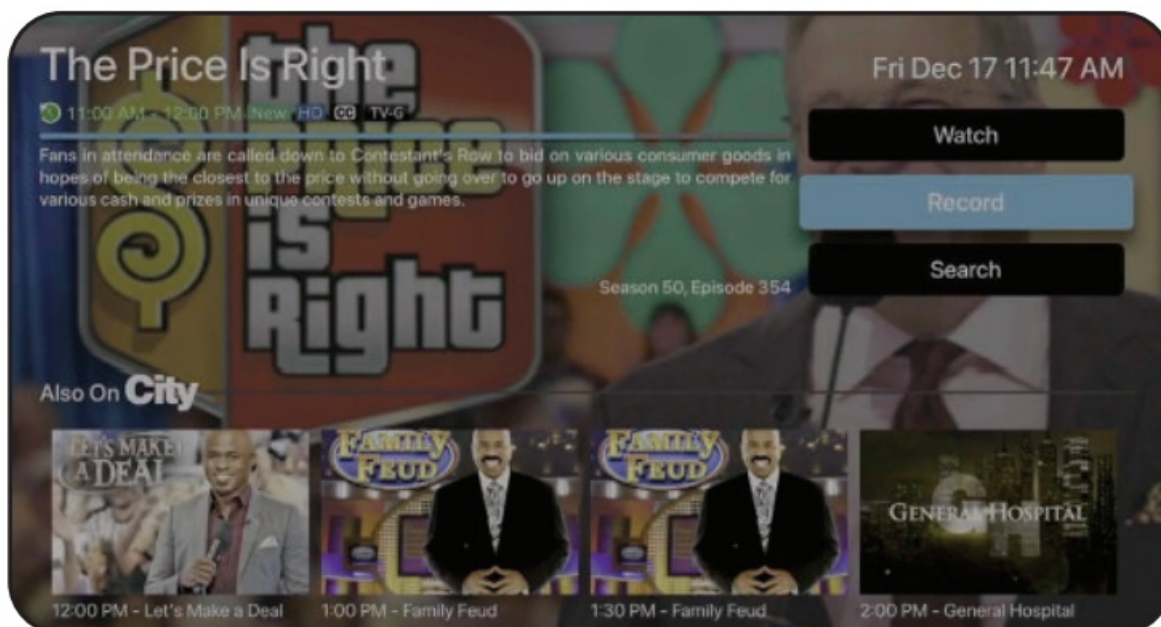 The Price Is Right
Fri Dec 17 11:47 AM
11:00 AM - 12:00 PM New HD CC TV-G
Fans in attendance are called down to Contestant's Row to bid on various consumer goods in
hopes of being the closest to the price without going over to go up on the stage to compete for
various cash and prizes in unique contests and games.
Season 50, Episode 354
Watch
Record
Search
the
price
is
Right
Also On City
LET'S MAKE
A DEAL
FAMILY
FEUD
FAMILY
FEUD
GH
GENERAL HOSPITAL
12:00 PM - Let's Make a Deal
1:00 PM - Family Feud
1:30 PM - Family Feud
2:00 PM - General Hospital